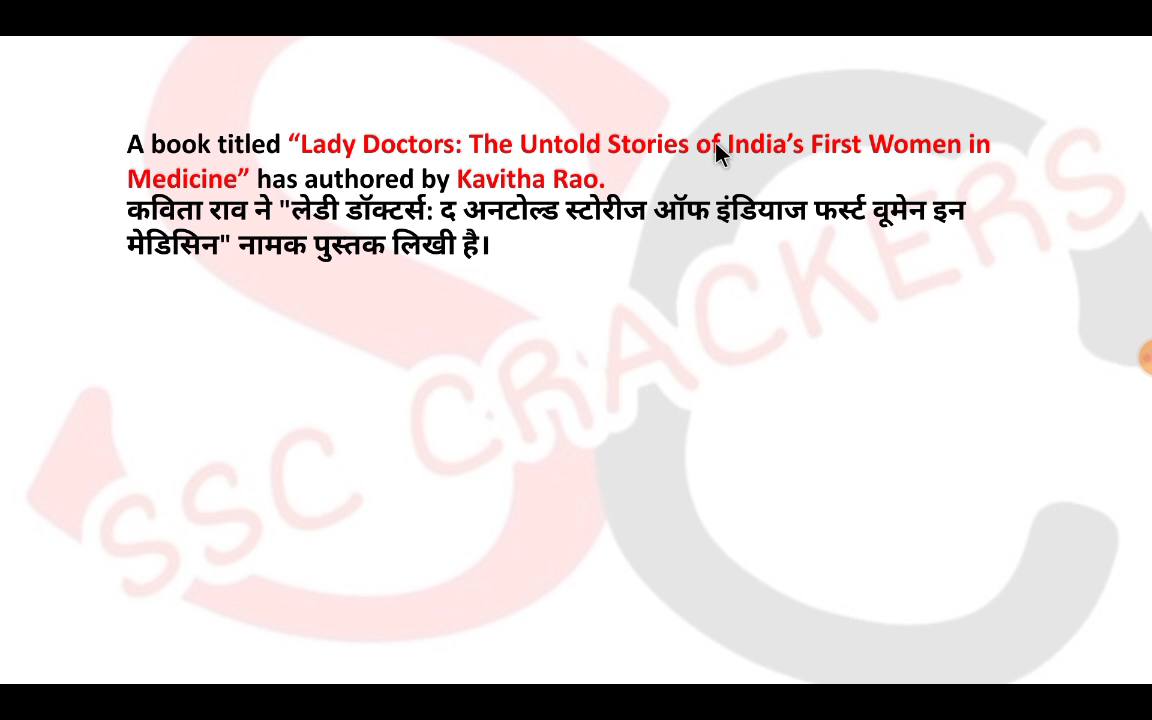 A book titled “Lady Doctors: The Untold Stories of India’s First Women in
Medicine” has authored by Kavitha Rao.
कविता राव ने "लेडी डॉक्टर्स: द अनटोल्ड स्टोरीज ऑफ इंडियाज फर्स्ट वूमेन इन
मेडिसिन" नामक पुस्तक लिखी है।
SSC CRACKERS